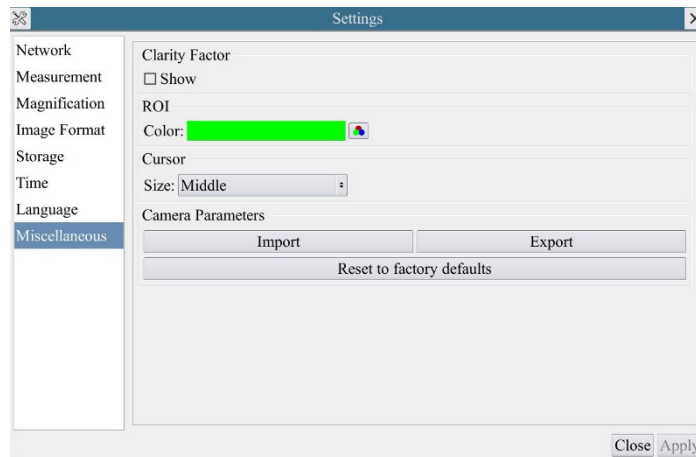 Settings
Network
Measurement
Magnification
Image Format
Storage
Time
Language
Miscellaneous
Clarity Factor
Show
ROI
Color:
Cursor
Size: Middle
Camera Parameters
Import Export
Reset to factory defaults
Close Apply